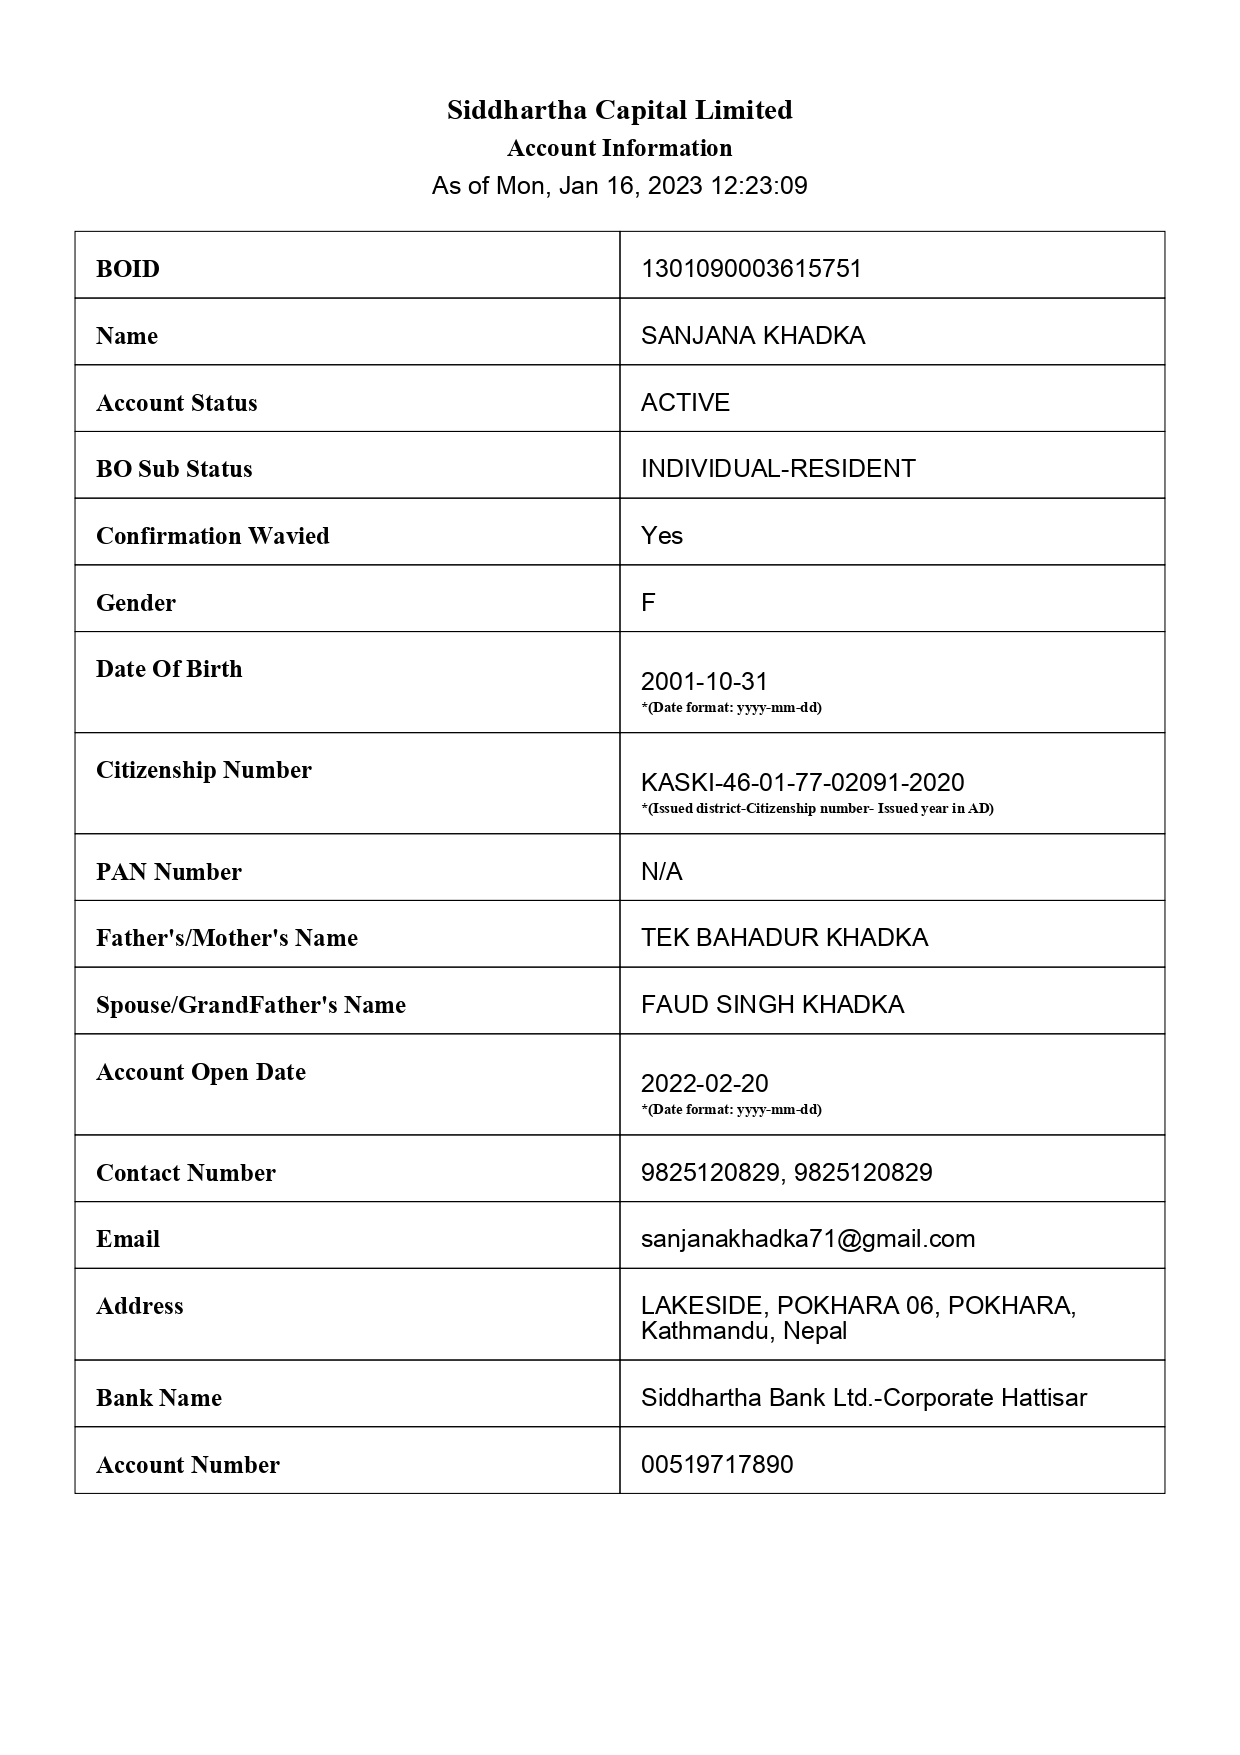 Siddhartha Capital Limited
Account Information
As of Mon, Jan 16, 2023 12:23:09
BOID 1301090003615751
Name SANJANA KHADKA
Account Status ACTIVE
BO Sub Status INDIVIDUAL-RESIDENT
Confirmation Wavied Yes
Gender F
Date Of Birth 2001-10-31
*(Date format: yyyy-mm-dd)
Citizenship Number KASKI-46-01-77-02091-2020
*(Issued district-Citizenship number- Issued year in AD)
PAN Number N/A
Father's/Mother's Name TEK BAHADUR KHADKA
Spouse/GrandFather's Name FAUD SINGH KHADKA
Account Open Date 2022-02-20
*(Date format: yyyy-mm-dd)
Contact Number 9825120829, 9825120829
Email sanjanakhadka71@gmail.com
Address LAKESIDE, POKHARA 06, POKHARA,
Kathmandu, Nepal
Bank Name Siddhartha Bank Ltd.-Corporate Hattisar
Account Number 00519717890